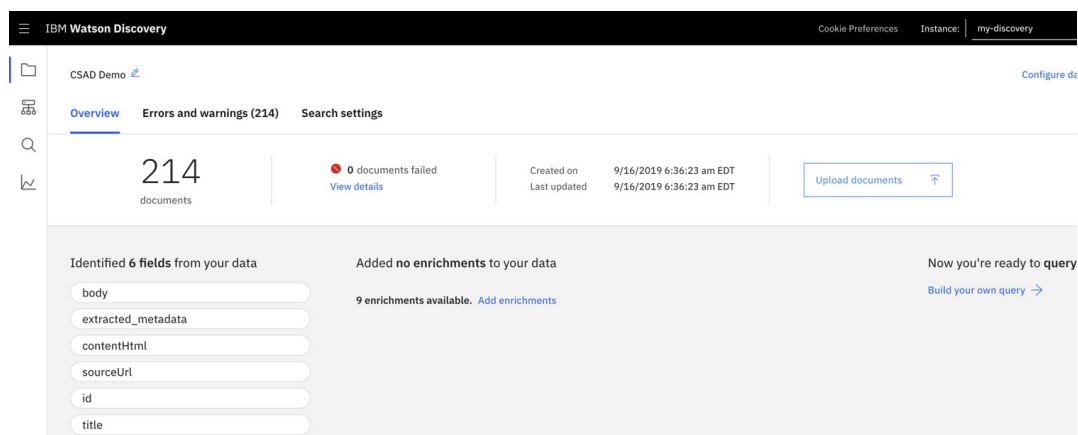 IBM Watson Discovery
Cookie Preferences
Instance:
my-discovery
CSAD Demo
Configure da
Overview
Errors and warnings (214)
Search settings
214
documents
0 documents failed
View details
Created on 9/16/2019 6:36:23 am EDT
Last updated 9/16/2019 6:36:23 am EDT
Upload documents
Identified 6 fields from your data
body
extracted_metadata
contentHtml
sourceUrl
id
title
Added no enrichments to your data
9 enrichments available. Add enrichments
Now you're ready to query
Build your own query →